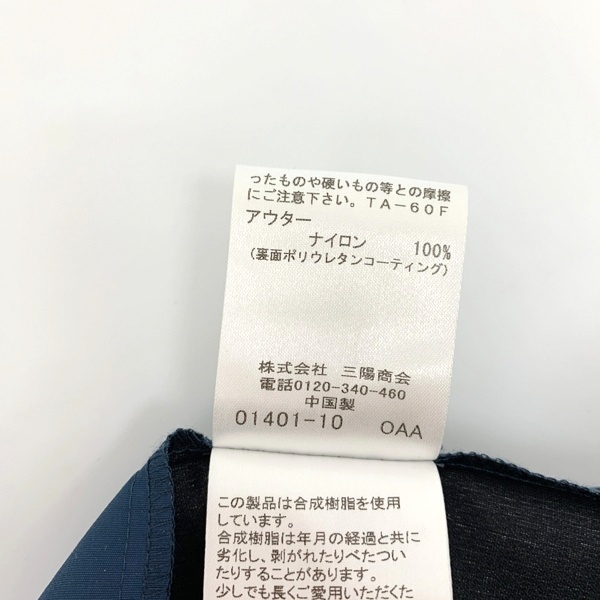 ったものや硬いもの等との摩擦
にご注意下さい。TA-60F
アウター
ナイロン 100%
(裏面ポリウレタンコーティング)
株式会社 三陽商会
電話0120-340-460
中国製
01401-10 OAA
この製品は合成樹脂を使用
しています。
合成樹脂は年月の経過と共に
劣化し、剥がれたりべたつい
たりすることがあります。
少しでも長くご愛用いただくた